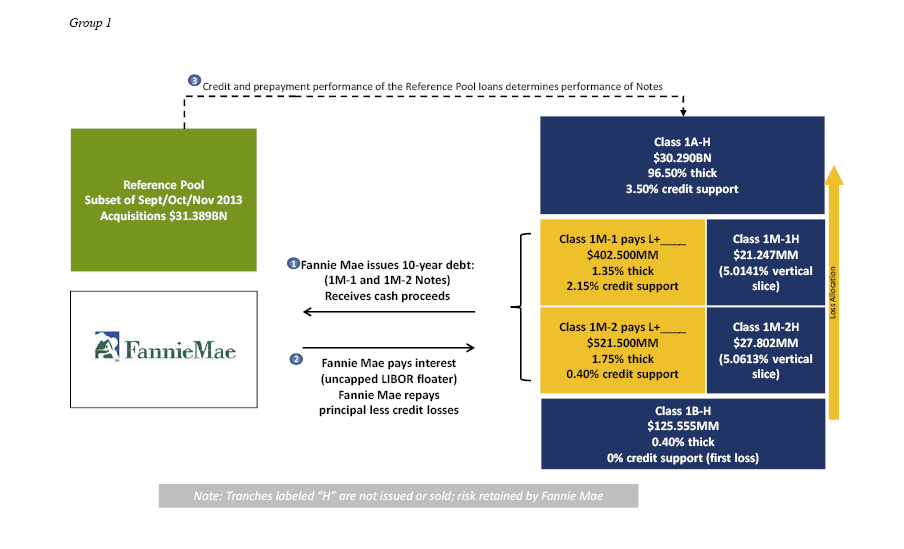 Group 1
3
Credit and prepayment performance of the Reference Pool loans determines performance of Notes
Reference Pool
Subset of Sept/Oct/Nov 2013
Acquisitions $31.389BN
Class 1A-H
$30.290BN
96.50% thick
3.50% credit support
1
Fannie Mae issues 10-year debt:
(1M-1 and 1M-2 Notes)
Receives cash proceeds
Class 1M-1 pays L+____
$402.500MM
1.35% thick
2.15% credit support
Class 1M-1H
$21.247MM
(5.0141% vertical
slice)
Loss Allocation
FannieMae
2
Fannie Mae pays interest
(uncapped LIBOR floater)
Fannie Mae repays
principal less credit losses
Class 1M-2 pays L+____
$521.500MM
1.75% thick
0.40% credit support
Class 1M-2H
$27.802MM
(5.0613% vertical
slice)
Class 1B-H
$125.555MM
0.40% thick
0% credit support (first loss)
Note: Tranches labeled "H" are not issued or sold; risk retained by Fannie Mae